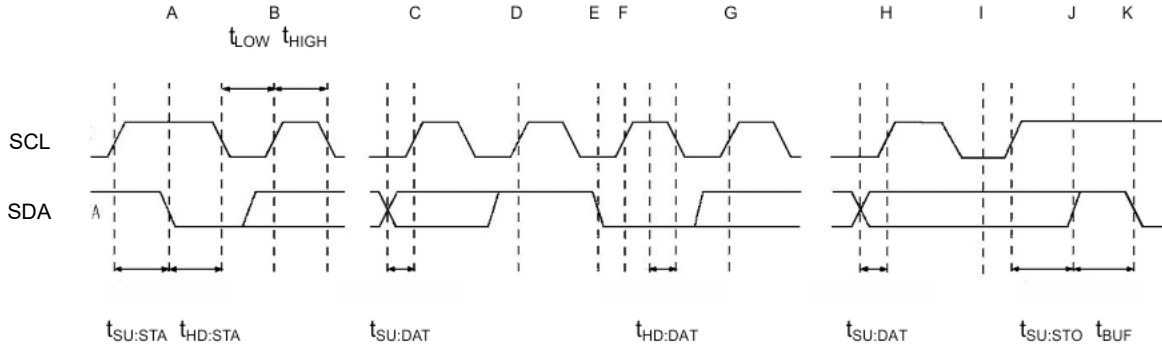 A B C D E F G H I J K
tLOW tHIGH
SCL
SDA A
tSU:STA tHD:STA tSU:DAT tHD:DAT tSU:DAT tSU:STO tBUF